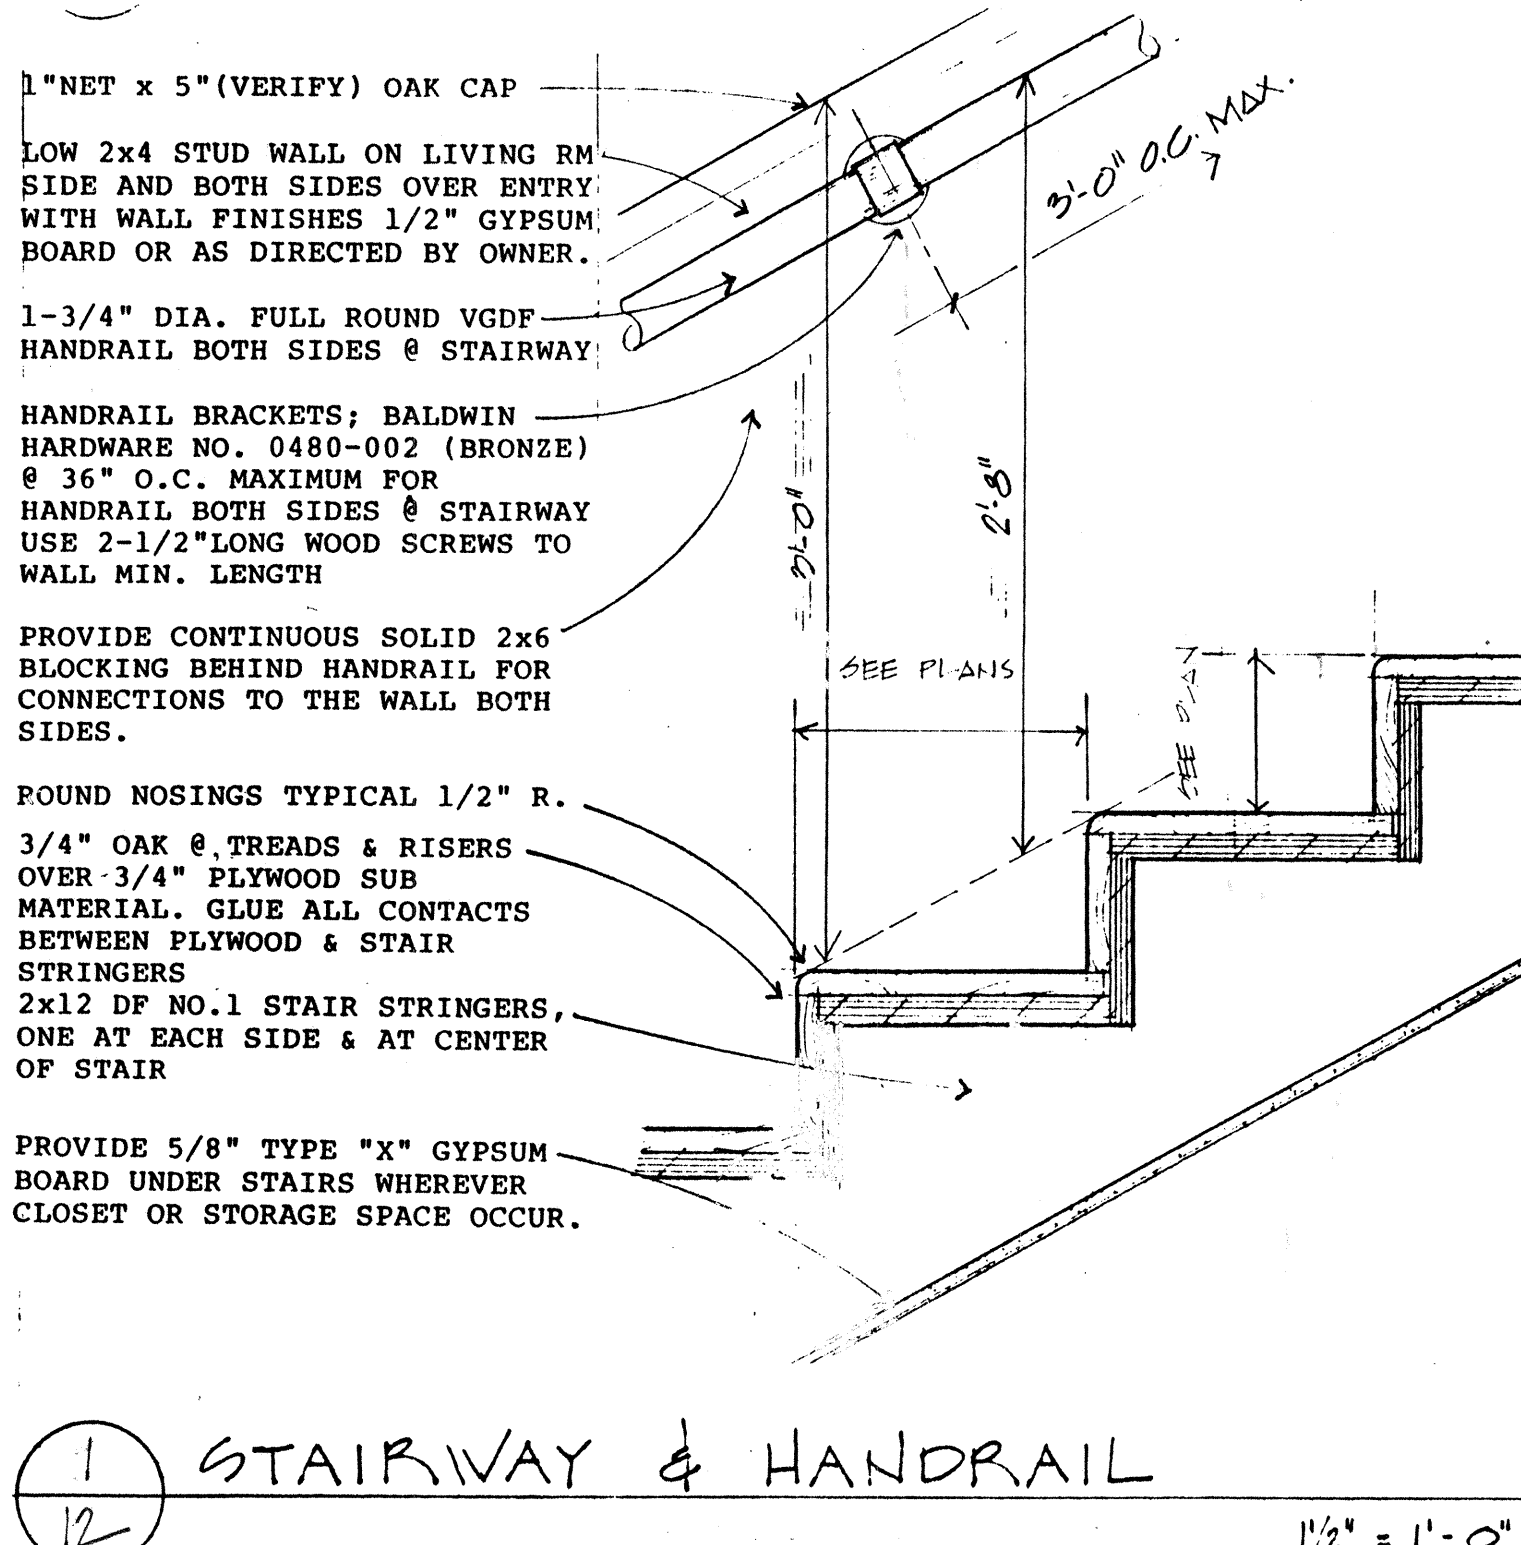 1"NET x 5"(VERIFY) OAK CAP
LOW 2x4 STUD WALL ON LIVING RM
SIDE AND BOTH SIDES OVER ENTRY
WITH WALL FINISHES 1/2" GYPSUM
BOARD OR AS DIRECTED BY OWNER.
1-3/4" DIA. FULL ROUND VGDF
HANDRAIL BOTH SIDES @ STAIRWAY
HANDRAIL BRACKETS; BALDWIN
HARDWARE NO. 0480-002 (BRONZE)
@ 36" O.C. MAXIMUM FOR
HANDRAIL BOTH SIDES @ STAIRWAY
USE 2-1/2"LONG WOOD SCREWS TO
WALL MIN. LENGTH
PROVIDE CONTINUOUS SOLID 2x6
BLOCKING BEHIND HANDRAIL FOR
CONNECTIONS TO THE WALL BOTH
SIDES.
ROUND NOSINGS TYPICAL 1/2" R.
3/4" OAK @ TREADS & RISERS
OVER 3/4" PLYWOOD SUB
MATERIAL. GLUE ALL CONTACTS
BETWEEN PLYWOOD & STAIR
STRINGERS
2x12 DF NO.1 STAIR STRINGERS,
ONE AT EACH SIDE & AT CENTER
OF STAIR
PROVIDE 5/8" TYPE "X" GYPSUM
BOARD UNDER STAIRS WHEREVER
CLOSET OR STORAGE SPACE OCCUR.
3'-0" O.C. MAX.
3'-0"
2'-8"
SEE PLANS
SEE PLAN
1
12
STAIRWAY & HANDRAIL
1 1/2" = 1'-0"